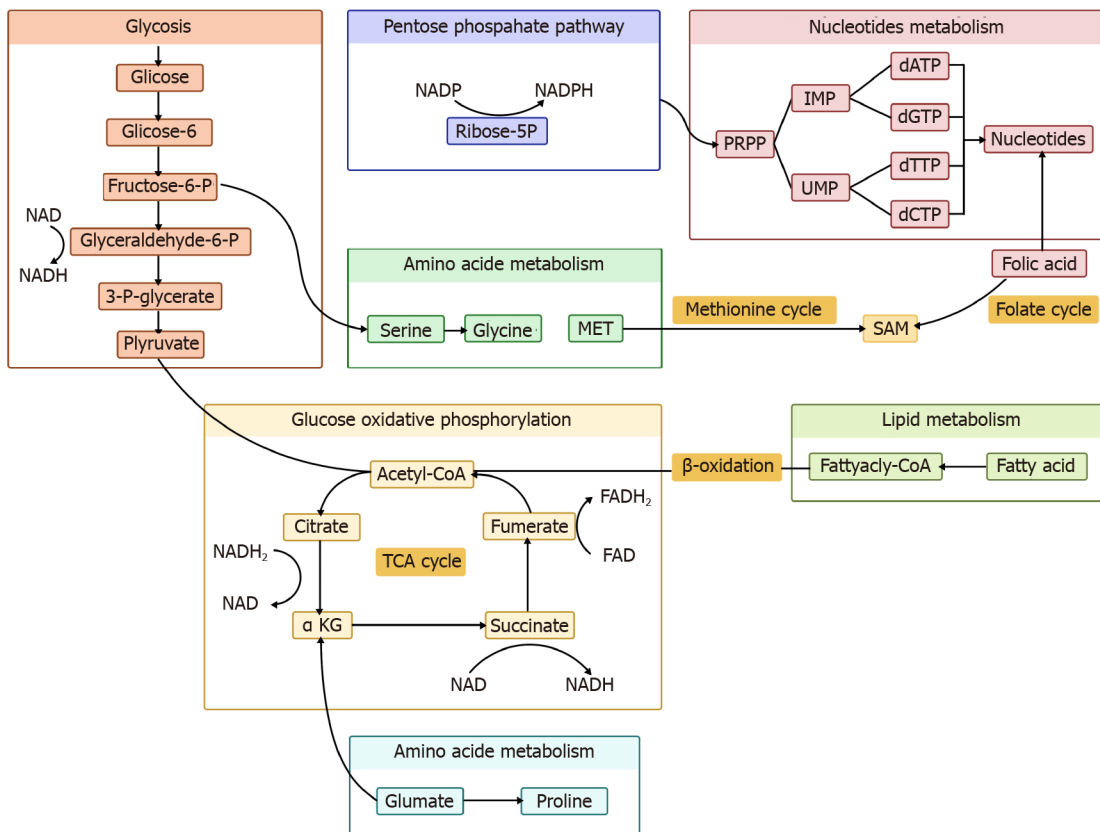 Glycosis
Glicose
Glicose-6
Fructose-6-P
NAD
Glyceraldehyde-6-P
NADH
3-P-glycerate
Plyruvate
Pentose phospahate pathway
NADP
NADPH
Ribose-5P
Nucleotides metabolism
dATP
IMP
dGTP
PRPP
Nucleotides
UMP
dTTP
dCTP
Folic acid
Folate cycle
Amino acide metabolism
Serine
Glycine
MET
Methionine cycle
SAM
Glucose oxidative phosphorylation
Acetyl-CoA
Citrate
Fumerate
FADH₂
FAD
NADH₂
TCA cycle
NAD
α KG
Succinate
NAD
NADH
β-oxidation
Lipid metabolism
Fattyacly-CoA
Fatty acid
Amino acide metabolism
Glumate
Proline